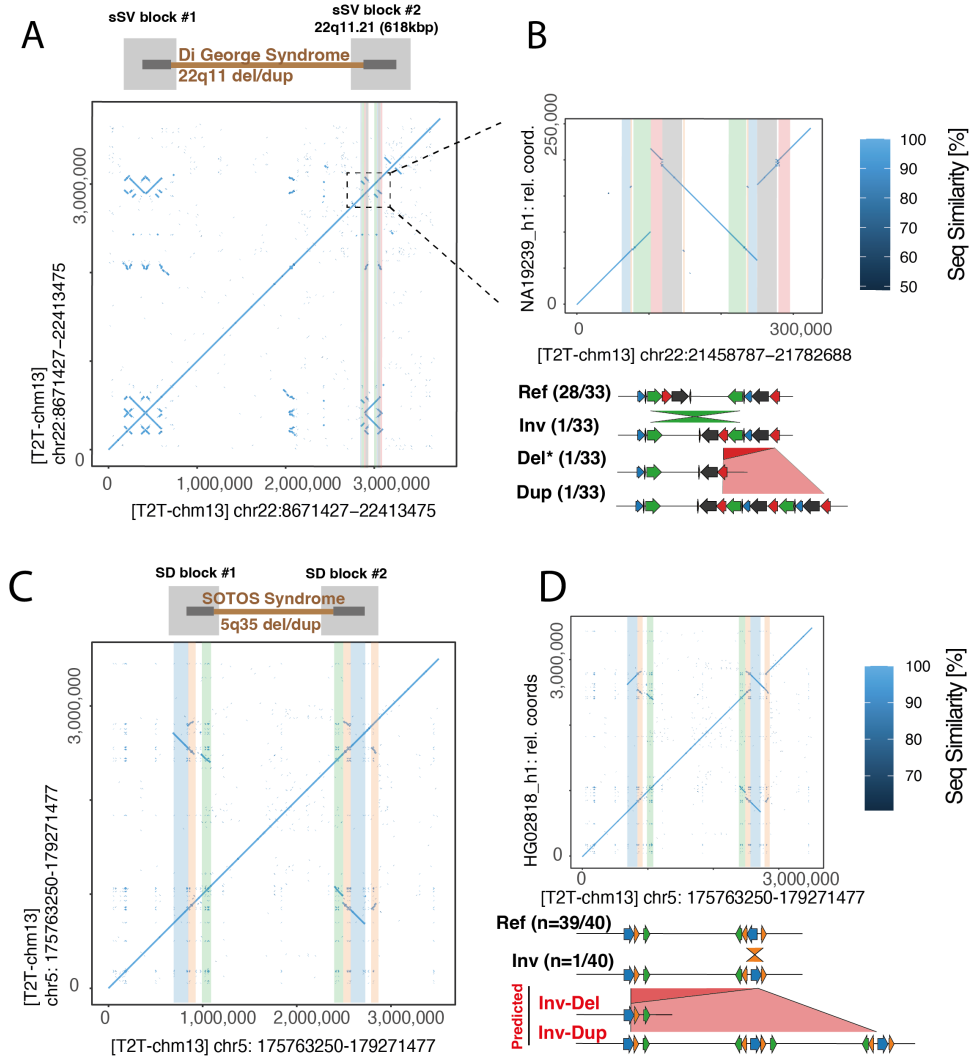 A
sSV block #1
sSV block #2
22q11.21 (618kbp)
Di George Syndrome
22q11 del/dup
3,000,000
0
[T2T-chm13]
chr22:8671427−22413475
0
1,000,000
2,000,000
3,000,000
[T2T-chm13] chr22:8671427−22413475
B
250,000
0
NA19239_h1: rel. coord.
0
300,000
[T2T-chm13] chr22:21458787−21782688
100
90
80
70
60
50
Seq Similarity [%]
Ref (28/33)
Inv (1/33)
Del* (1/33)
Dup (1/33)
C
SD block #1
SD block #2
SOTOS Syndrome
5q35 del/dup
3,000,000
0
[T2T-chm13]
chr5: 175763250-179271477
0
1,000,000
2,000,000
3,000,000
[T2T-chm13] chr5: 175763250-179271477
D
3,000,000
0
HG02818_h1: rel. coords
0
3,000,000
[T2T-chm13] chr5: 175763250-179271477
100
90
80
70
Seq Similarity [%]
Ref (n=39/40)
Inv (n=1/40)
Predicted
Inv-Del
Inv-Dup